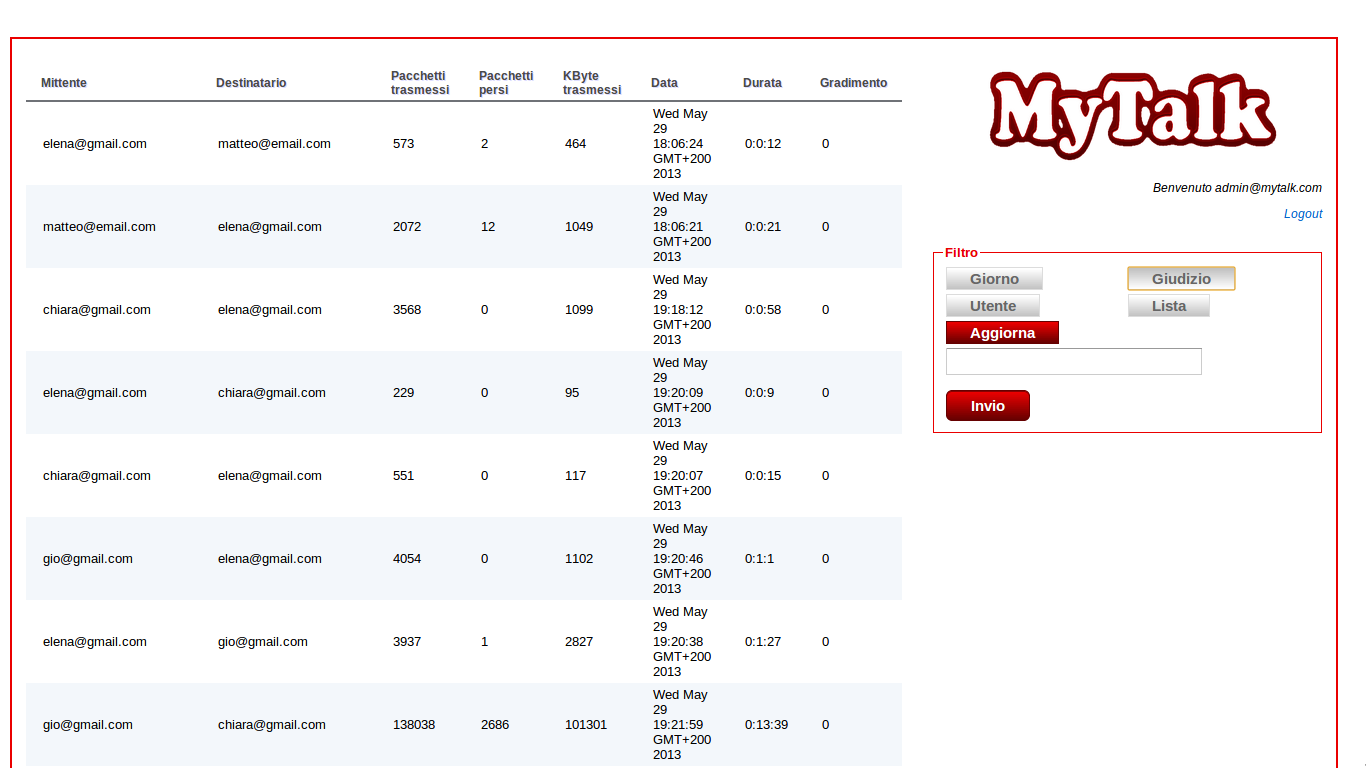 Mittente Destinatario Pacchetti trasmessi Pacchetti persi KByte trasmessi Data Durata Gradimento
elena@gmail.com matteo@email.com 573 2 464 Wed May 29 18:06:24 GMT+200 2013 0:0:12 0
matteo@email.com elena@gmail.com 2072 12 1049 Wed May 29 18:06:21 GMT+200 2013 0:0:21 0
chiara@gmail.com elena@gmail.com 3568 0 1099 Wed May 29 19:18:12 GMT+200 2013 0:0:58 0
elena@gmail.com chiara@gmail.com 229 0 95 Wed May 29 19:20:09 GMT+200 2013 0:0:9 0
chiara@gmail.com elena@gmail.com 551 0 117 Wed May 29 19:20:07 GMT+200 2013 0:0:15 0
gio@gmail.com elena@gmail.com 4054 0 1102 Wed May 29 19:20:46 GMT+200 2013 0:1:1 0
elena@gmail.com gio@gmail.com 3937 1 2827 Wed May 29 19:20:38 GMT+200 2013 0:1:27 0
gio@gmail.com chiara@gmail.com 138038 2686 101301 Wed May 29 19:21:59 GMT+200 2013 0:13:39 0
MyTalk
Benvenuto admin@mytalk.com
Logout
Filtro
Giorno Giudizio
Utente Lista
Aggiorna
Invio